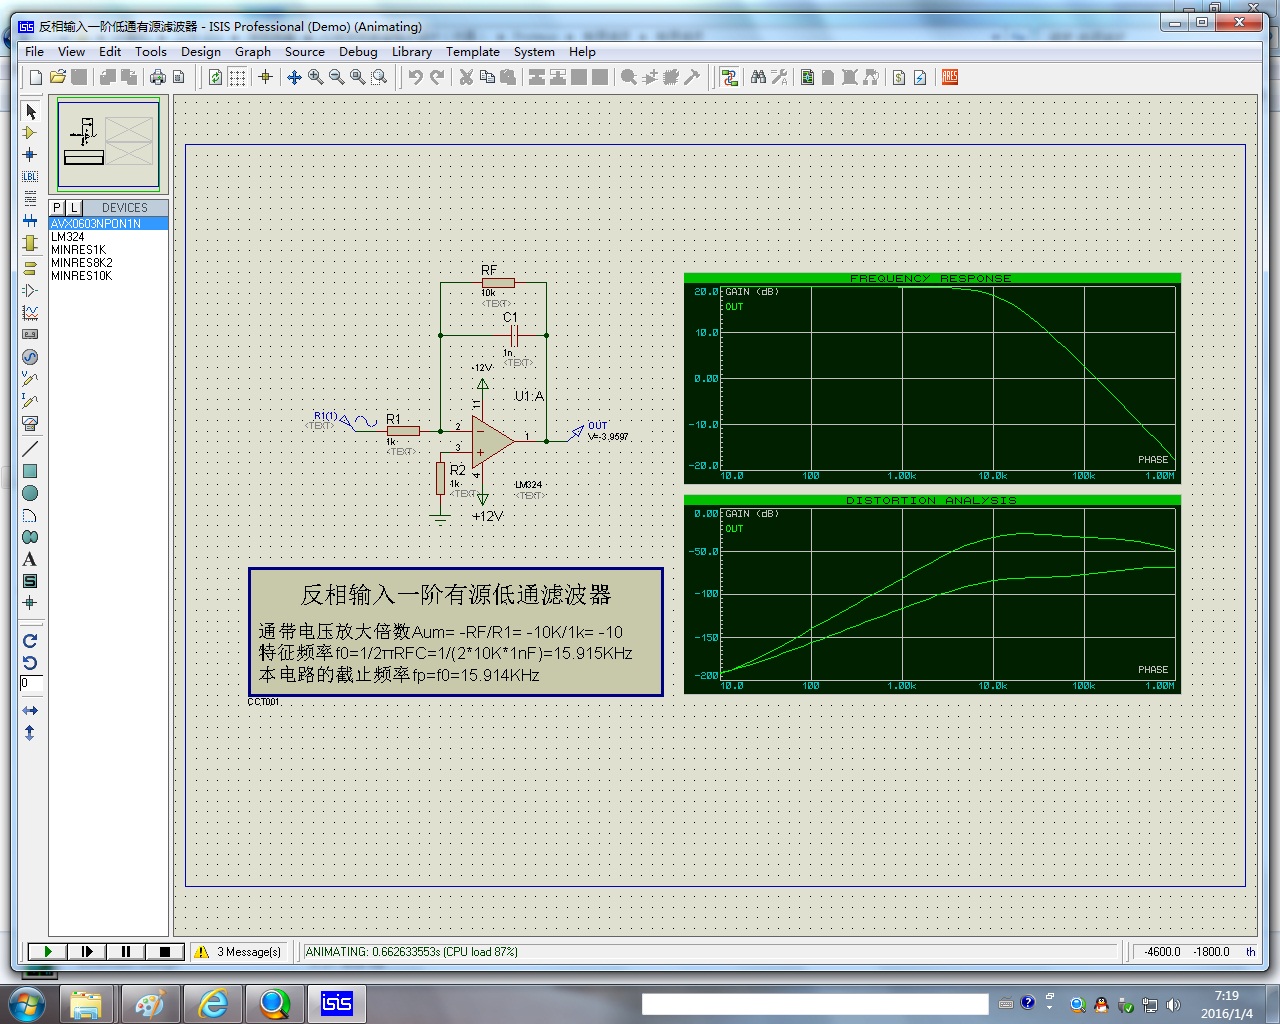 反相输入一阶低通有源滤波器 - ISIS Professional (Demo) (Animating)
File View Edit Tools Design Graph Source Debug Library Template System Help
LBL
ARES
P L DEVICES
AVX0603NPON1N
LM324
MINRES1K
MINRES8K2
MINRES10K
A
S
0
RF
10k
<TEXT>
C1
1n
<TEXT>
-12V
U1:A
11
R1(1)
<TEXT>
R1
1k
<TEXT>
2
3
1
4
OUT
V=-3.9597
R2
1k
<TEXT>
LM324
<TEXT>
+12V
FREQUENCY RESPONSE
GAIN (dB)
OUT
20.0
10.0
0.00
-10.0
-20.0
PHASE
10.0 100 1.00k 10.0k 100k 1.00M
DISTORTION ANALYSIS
GAIN (dB)
OUT
0.00
-50.0
-100
-150
-200
PHASE
10.0 100 1.00k 10.0k 100k 1.00M
反相输入一阶有源低通滤波器
通带电压放大倍数Aum= -RF/R1= -10K/1k= -10
特征频率f0=1/2πRFC=1/(2*10K*1nF)=15.915KHz
本电路的截止频率fp=f0=15.914KHz
CCT001
3 Message(s)
ANIMATING: 0.662633553s (CPU load 87%)
-4600.0 -1800.0 th
isis
7:19
2016/1/4